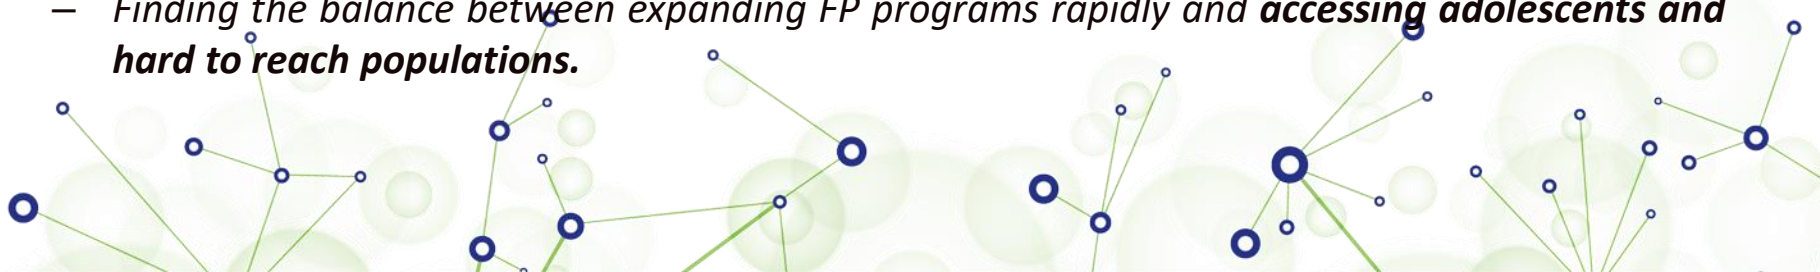 – Finding the balance between expanding FP programs rapidly and accessing adolescents and
hard to reach populations.